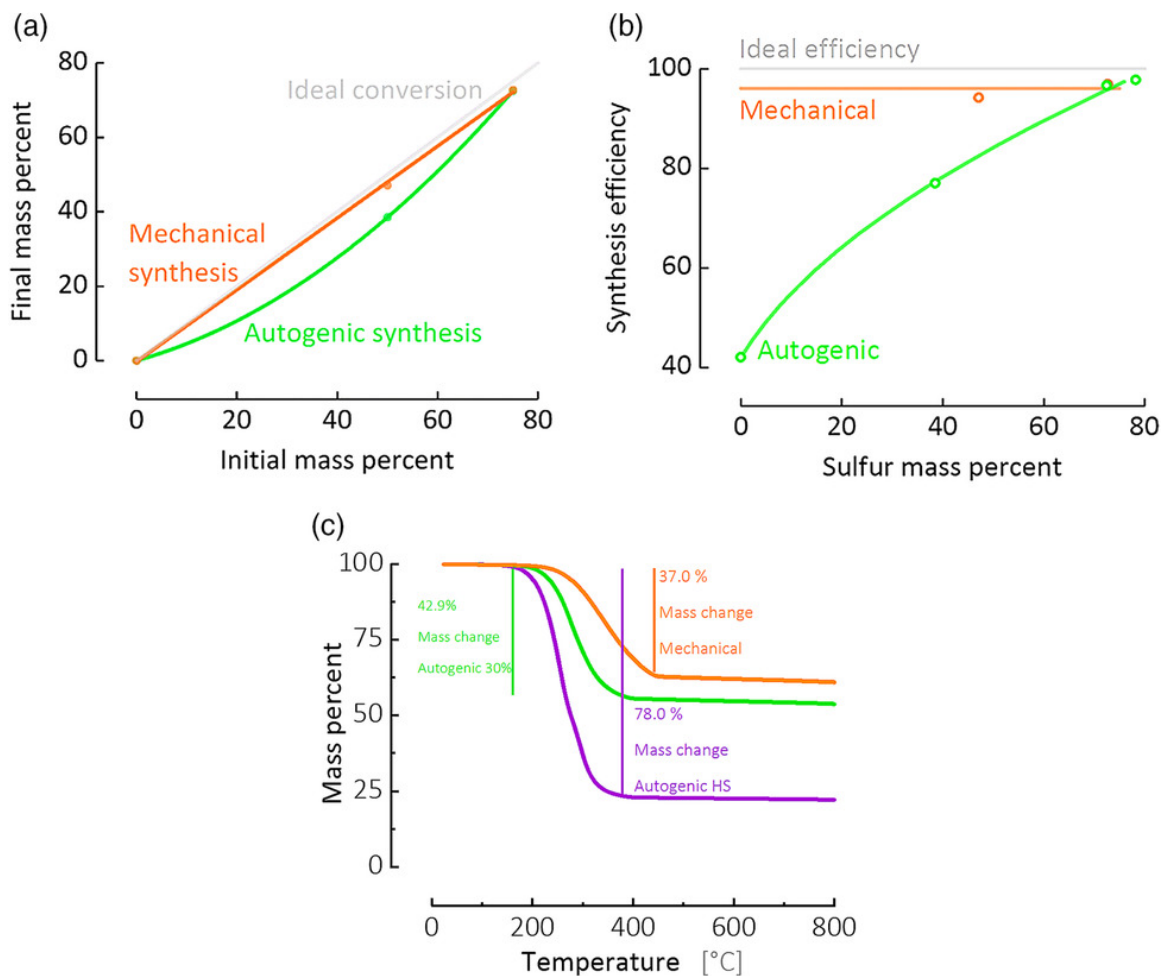 (a)
80
60
40
20
0
Final mass percent
Ideal conversion
Mechanical
synthesis
Autogenic synthesis
0 20 40 60 80
Initial mass percent
(b)
Ideal efficiency
100
80
60
40
Synthesis efficiency
Mechanical
Autogenic
0 20 40 60 80
Sulfur mass percent
(c)
100
75
50
25
0
Mass percent
42.9%
Mass change
Autogenic 30%
37.0 %
Mass change
Mechanical
78.0 %
Mass change
Autogenic HS
0 200 400 600 800
Temperature [°C]